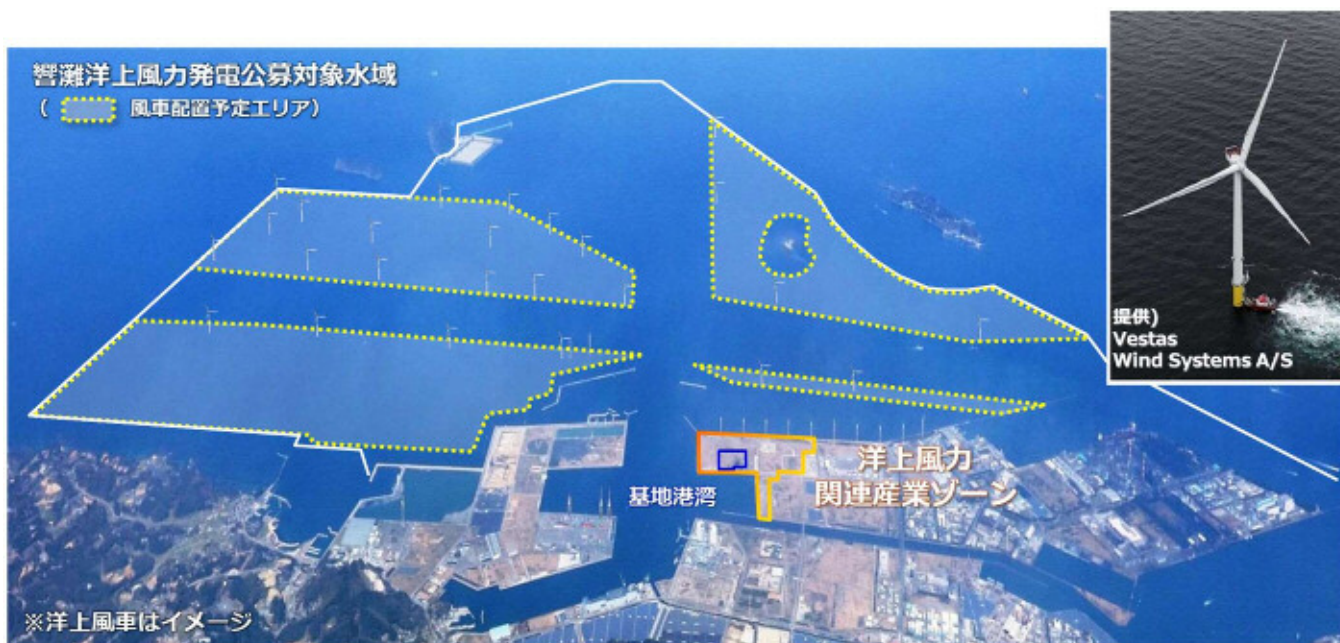 響灘洋上風力発電公募対象水域
( 風車配置予定エリア)
提供)
Vestas
Wind Systems A/S
洋上風力
関連産業ゾーン
基地港湾
※洋上風車はイメージ